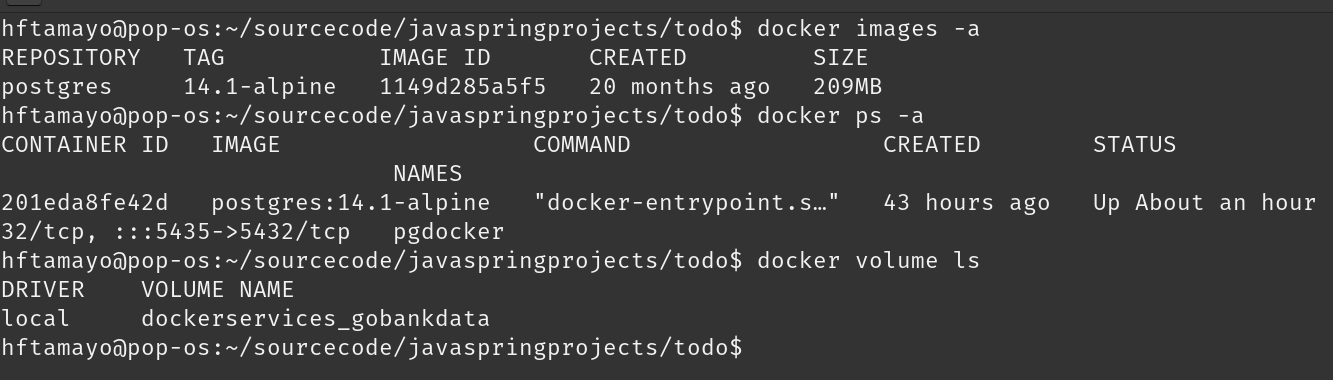 hftamayo@pop-os:~/sourcecode/javaspringprojects/todo$ docker images -a
REPOSITORY   TAG           IMAGE ID       CREATED         SIZE
postgres     14.1-alpine   1149d285a5f5   20 months ago   209MB
hftamayo@pop-os:~/sourcecode/javaspringprojects/todo$ docker ps -a
CONTAINER ID   IMAGE                  COMMAND                  CREATED        STATUS
                            NAMES
201eda8fe42d   postgres:14.1-alpine   "docker-entrypoint.s…"   43 hours ago   Up About an hour
32/tcp, :::5435->5432/tcp   pgdocker
hftamayo@pop-os:~/sourcecode/javaspringprojects/todo$ docker volume ls
DRIVER    VOLUME NAME
local     dockerservices_gobankdata
hftamayo@pop-os:~/sourcecode/javaspringprojects/todo$